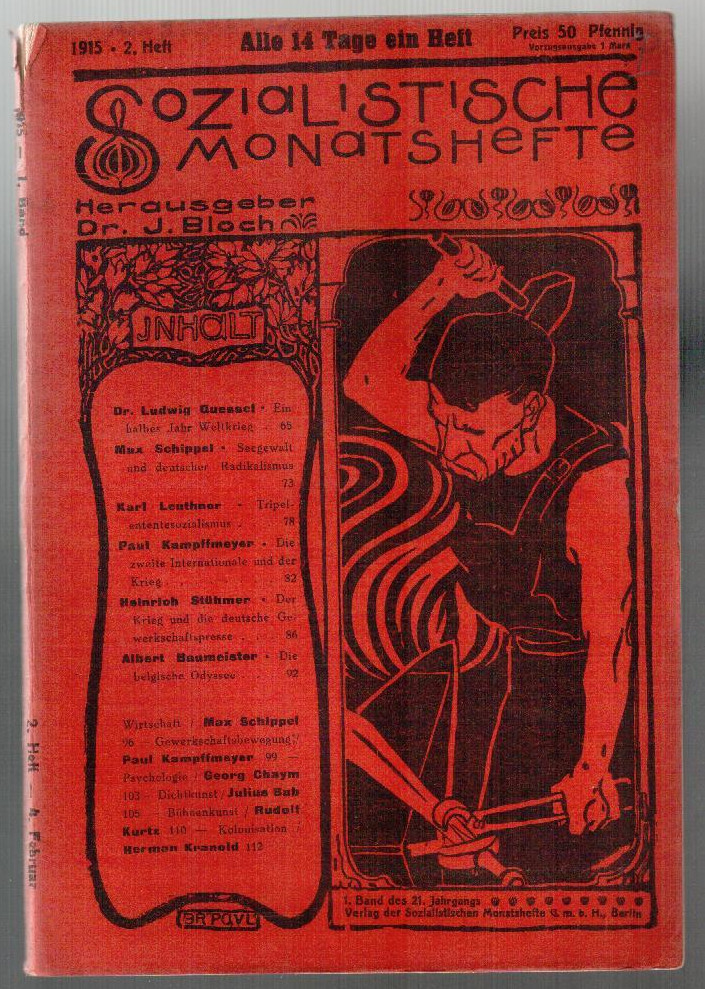 1915 • 2. Heft
Alle 14 Tage ein Heft
Preis 50 Pfennig
Vorzugsausgabe 1 Mark
SOZIALISTISCHE
MONATSHEFTE
Herausgeber
Dr. J. Bloch
JNHALT
Dr. Ludwig Quessel • Ein
halbes Jahr Weltkrieg . 65
Max Schippel • Seegewalt
und deutscher Radikalismus
73
Karl Leuthner • Tripel-
ententesozialismus . 78
Paul Kampffmeyer • Die
zweite Internationale und der
Krieg . . 82
Heinrich Stühmer • Der
Krieg und die deutsche Ge-
werkschaftspresse . . 86
Albert Baumeister • Die
belgische Odyssee . 92
Wirtschaft / Max Schippel
96 — Gewerkschaftsbewegung /
Paul Kampffmeyer 99 —
Psychologie / Georg Chaym
103 — Dichtkunst / Julius Bab
105 — Bühnenkunst / Rudolf
Kurtz 110 — Kolonisation /
Herman Kranold 112
BR PAVL
1. Band des 21. Jahrgangs
Verlag der Sozialistischen Monatshefte G. m. b. H., Berlin
1915 — 1. Band
2. Heft — 4. Februar